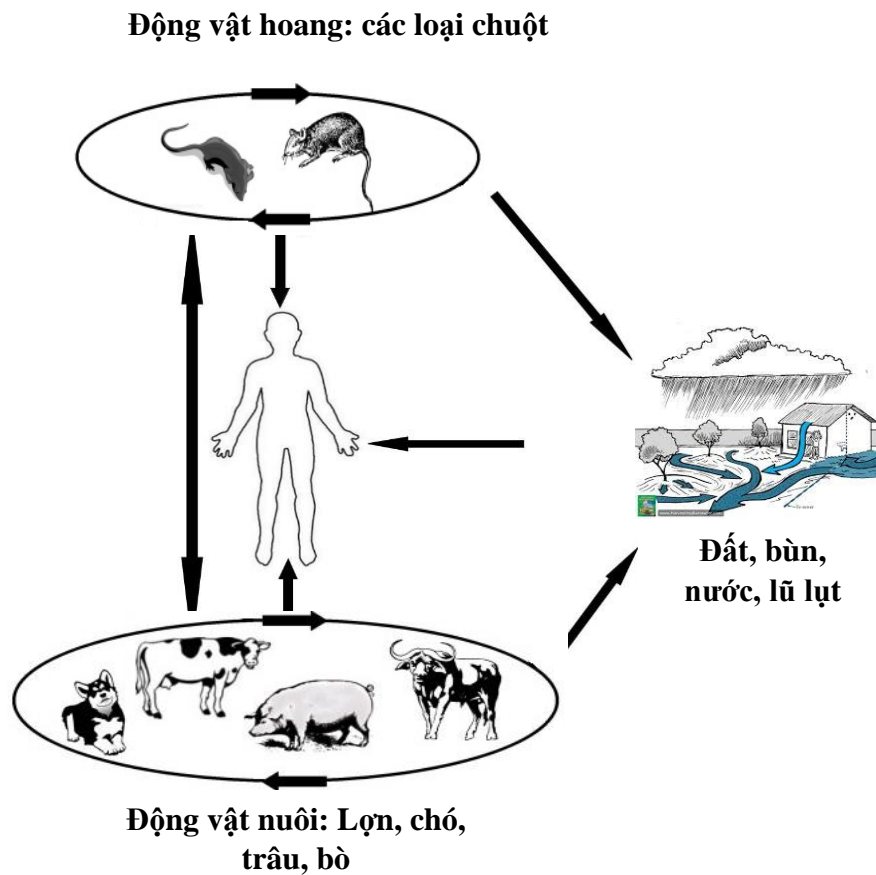 Động vật hoang: các loại chuột
Đất, bùn,
nước, lũ lụt
Động vật nuôi: Lợn, chó,
trâu, bò